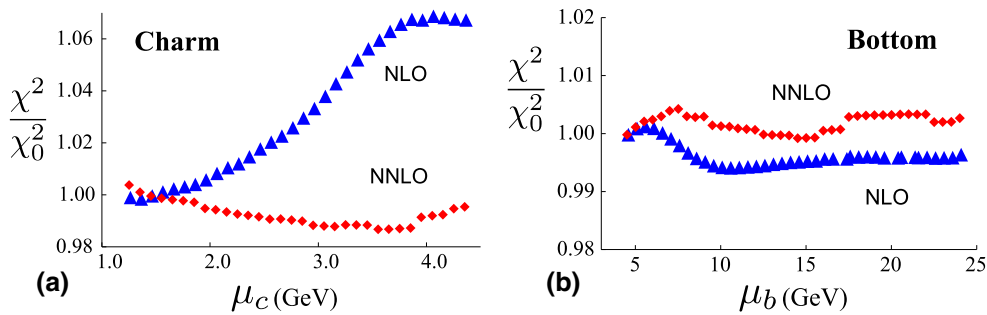 Charm
χ²
χ₀²
1.06
1.04
1.02
1.00
0.98
NLO
NNLO
1.0 2.0 3.0 4.0
(a)
μ_c (GeV)
Bottom
χ²
χ₀²
1.02
1.01
1.00
0.99
0.98
NNLO
NLO
5 10 15 20 25
(b)
μ_b (GeV)